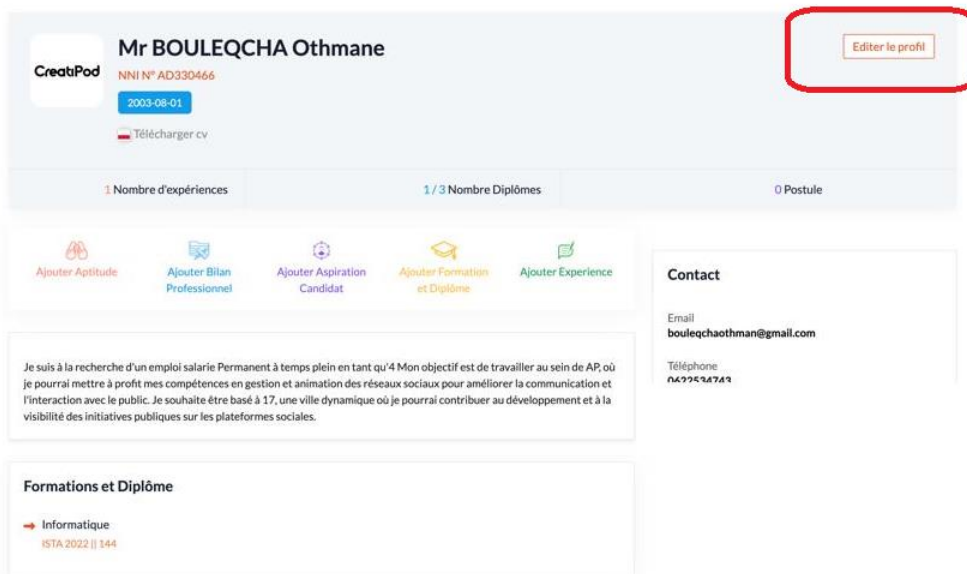 CreatiPod
Mr BOULEQCHA Othmane
Editer le profil
NNI N° AD330466
2003-08-01
Télécharger cv
1 Nombre d'expériences
1 / 3 Nombre Diplômes
0 Postule
Ajouter Aptitude
Ajouter Bilan
Professionnel
Ajouter Aspiration
Candidat
Ajouter Formation
et Diplôme
Ajouter Experience
Je suis à la recherche d'un emploi salarie Permanent à temps plein en tant qu'4 Mon objectif est de travailler au sein de AP, où
je pourrai mettre à profit mes compétences en gestion et animation des réseaux sociaux pour améliorer la communication et
l'interaction avec le public. Je souhaite être basé à 17, une ville dynamique où je pourrai contribuer au développement et à la
visibilité des initiatives publiques sur les plateformes sociales.
Formations et Diplôme
Informatique
ISTA 2022 || 144
Contact
Email
bouleqchaothman@gmail.com
Téléphone
0622534743